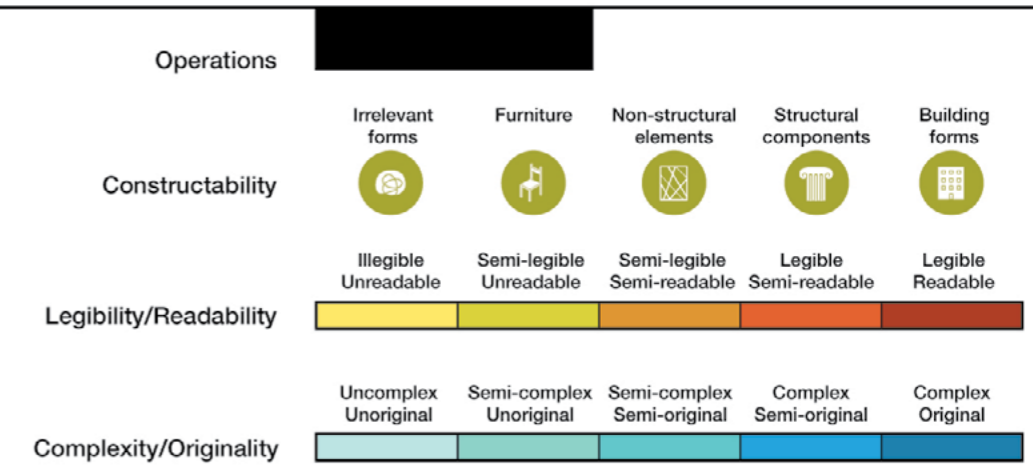 Operations
Irrelevant forms
Furniture
Non-structural elements
Structural components
Building forms
Constructability
Illegible Unreadable
Semi-legible Unreadable
Semi-legible Semi-readable
Legible Semi-readable
Legible Readable
Legibility/Readability
Uncomplex Unoriginal
Semi-complex Unoriginal
Semi-complex Semi-original
Complex Semi-original
Complex Original
Complexity/Originality